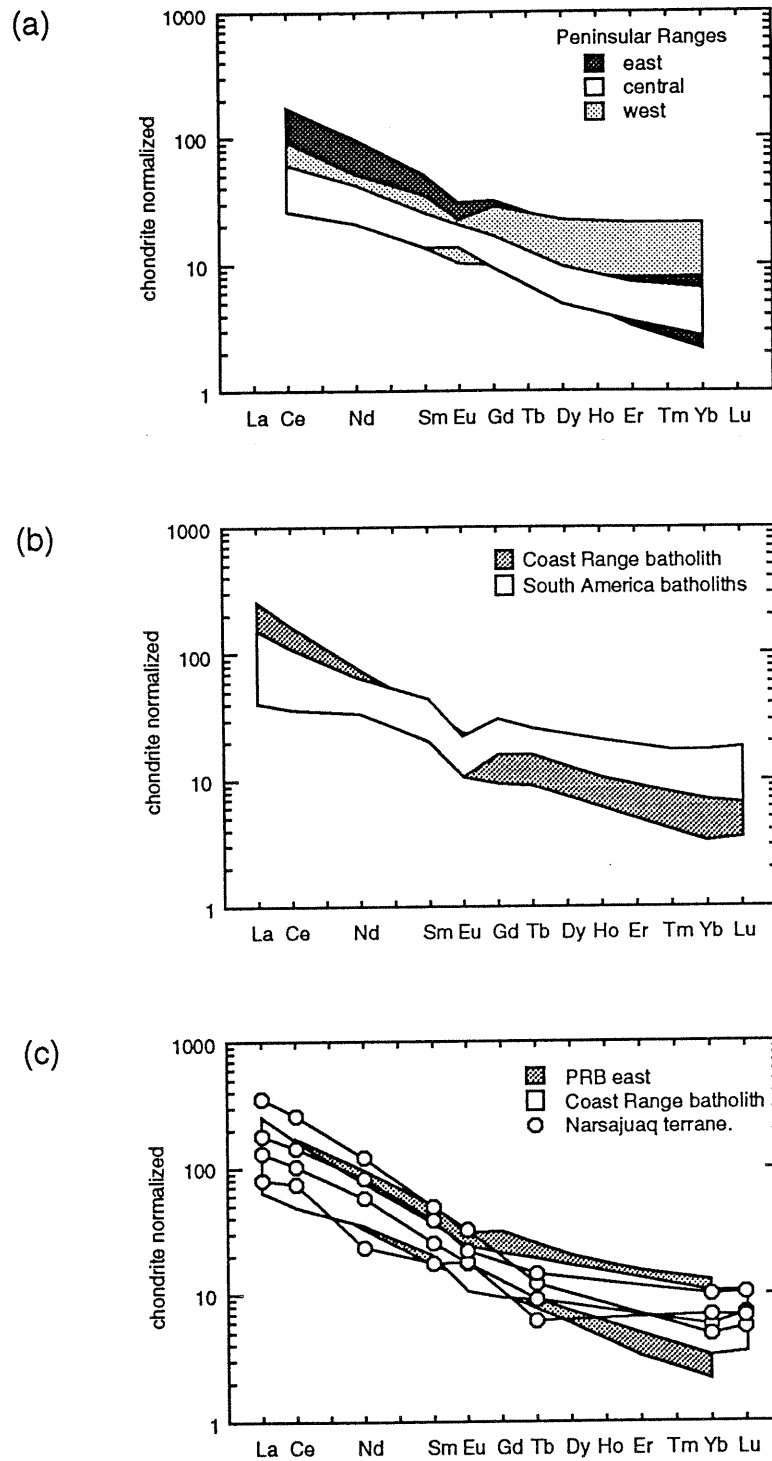 (a)
1000
100
10
1
chondrite normalized
Peninsular Ranges
east
central
west
La Ce Nd Sm Eu Gd Tb Dy Ho Er Tm Yb Lu
(b)
1000
100
10
1
chondrite normalized
Coast Range batholith
South America batholiths
La Ce Nd Sm Eu Gd Tb Dy Ho Er Tm Yb Lu
(c)
1000
100
10
1
chondrite normalized
PRB east
Coast Range batholith
Narsajuaq terrane.
La Ce Nd Sm Eu Gd Tb Dy Ho Er Tm Yb Lu